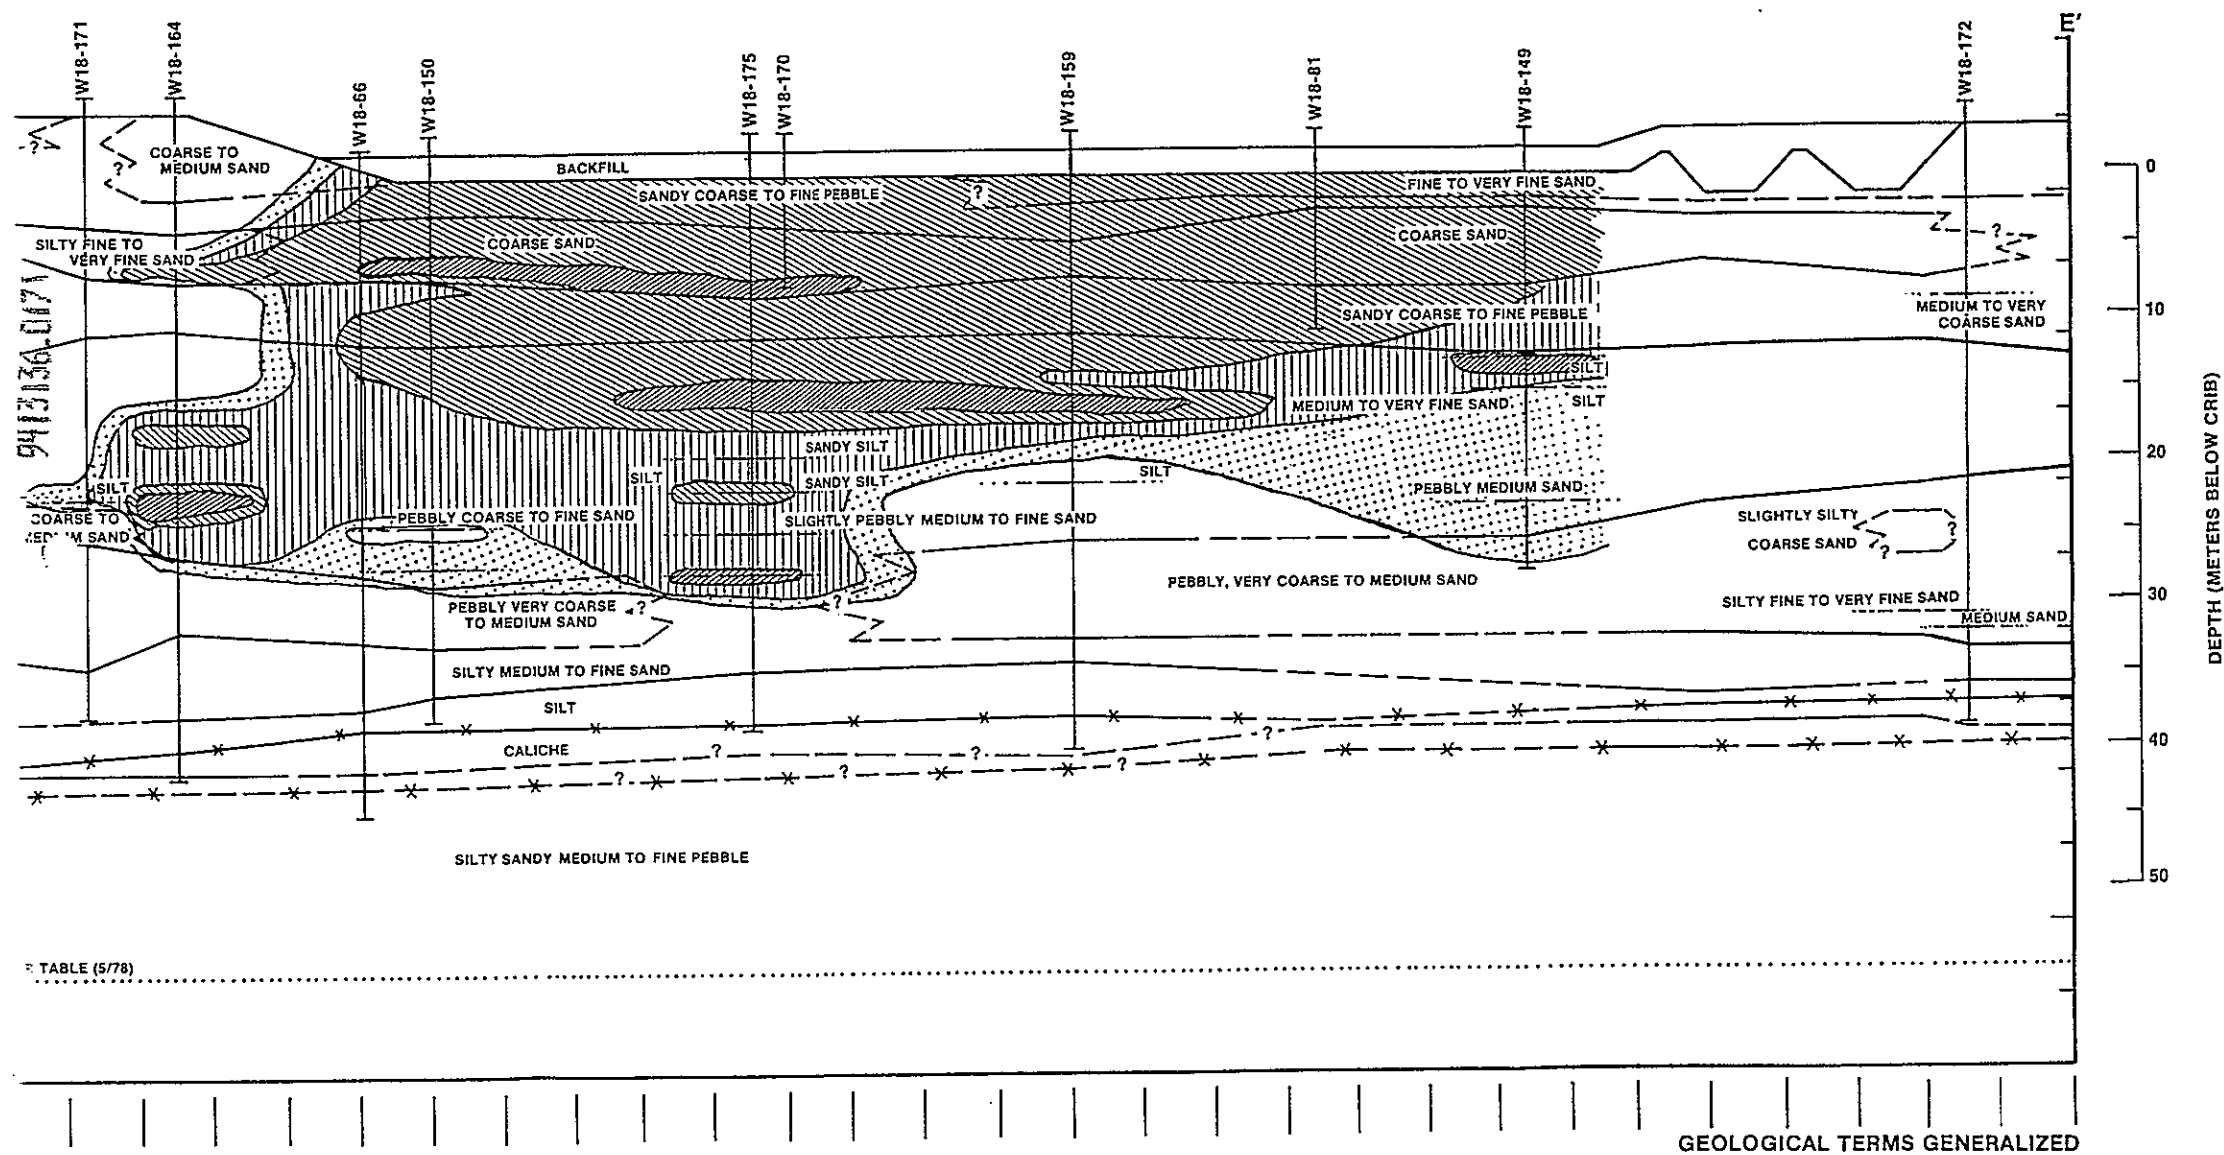 W18-171
W18-164
W18-66
W18-150
W18-175
W18-170
W18-159
W18-81
W18-149
W18-172
E'
-?
?
COARSE TO
MEDIUM SAND
BACKFILL
SANDY COARSE TO FINE PEBBLE
?
FINE TO VERY FINE SAND
0
SILTY FINE TO
VERY FINE SAND
COARSE SAND
COARSE SAND
?
9413136.0171
MEDIUM TO VERY
COARSE SAND
SANDY COARSE TO FINE PEBBLE
10
SILT
MEDIUM TO VERY FINE SAND
SILT
SANDY SILT
20
SILT
SANDY SILT
SILT
SILT
PEBBLY MEDIUM SAND
COARSE TO
MEDIUM SAND
PEBBLY COARSE TO FINE SAND
SLIGHTLY PEBBLY MEDIUM TO FINE SAND
SLIGHTLY SILTY
COARSE SAND
?
?
PEBBLY, VERY COARSE TO MEDIUM SAND
30
PEBBLY VERY COARSE
TO MEDIUM SAND
?
?
SILTY FINE TO VERY FINE SAND
MEDIUM SAND
SILTY MEDIUM TO FINE SAND
SILT
CALICHE
?
?
?
40
?
?
?
SILTY SANDY MEDIUM TO FINE PEBBLE
50
DEPTH (METERS BELOW CRIB)
TABLE (5/78)
GEOLOGICAL TERMS GENERALIZED